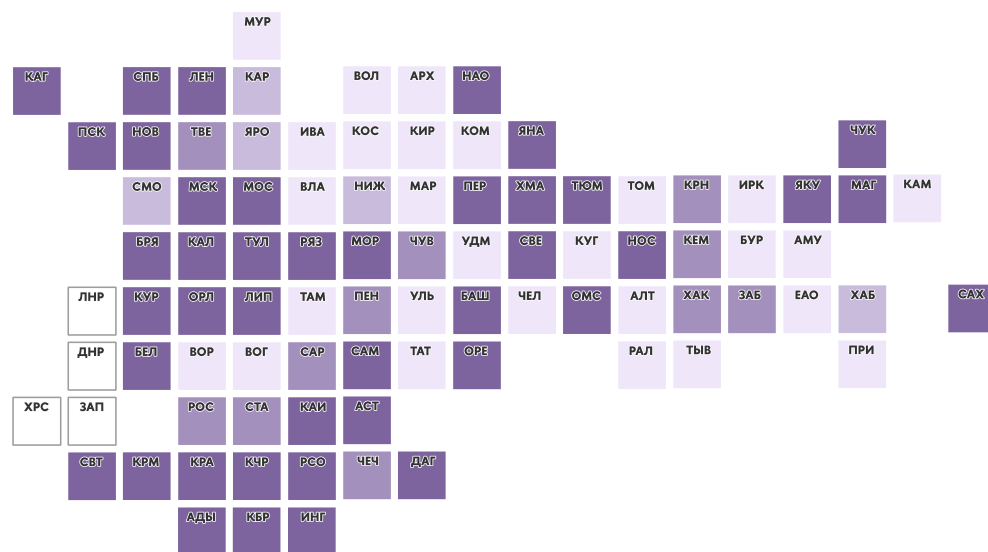 МУР
КАГ СПБ ЛЕН КАР ВОЛ АРХ НАО
ПСК НОВ ТВЕ ЯРО ИВА КОС КИР КОМ ЯНА ЧУК
СМО МСК МОС ВЛА НИЖ МАР ПЕР ХМА ТЮМ ТОМ КРН ИРК ЯКУ МАГ КАМ
БРЯ КАЛ ТУЛ РЯЗ МОР ЧУВ УДМ СВЕ КУГ НОС КЕМ БУР АМУ
ЛНР КУР ОРЛ ЛИП ТАМ ПЕН УЛЬ БАШ ЧЕЛ ОМС АЛТ ХАК ЗАБ ЕАО ХАБ САХ
ДНР БЕЛ ВОР ВОГ САР САМ ТАТ ОРЕ РАЛ ТЫВ ПРИ
ХРС ЗАП РОС СТА КАИ АСТ
СВТ КРМ КРА КЧР РСО ЧЕЧ ДАГ
АДЫ КБР ИНГ